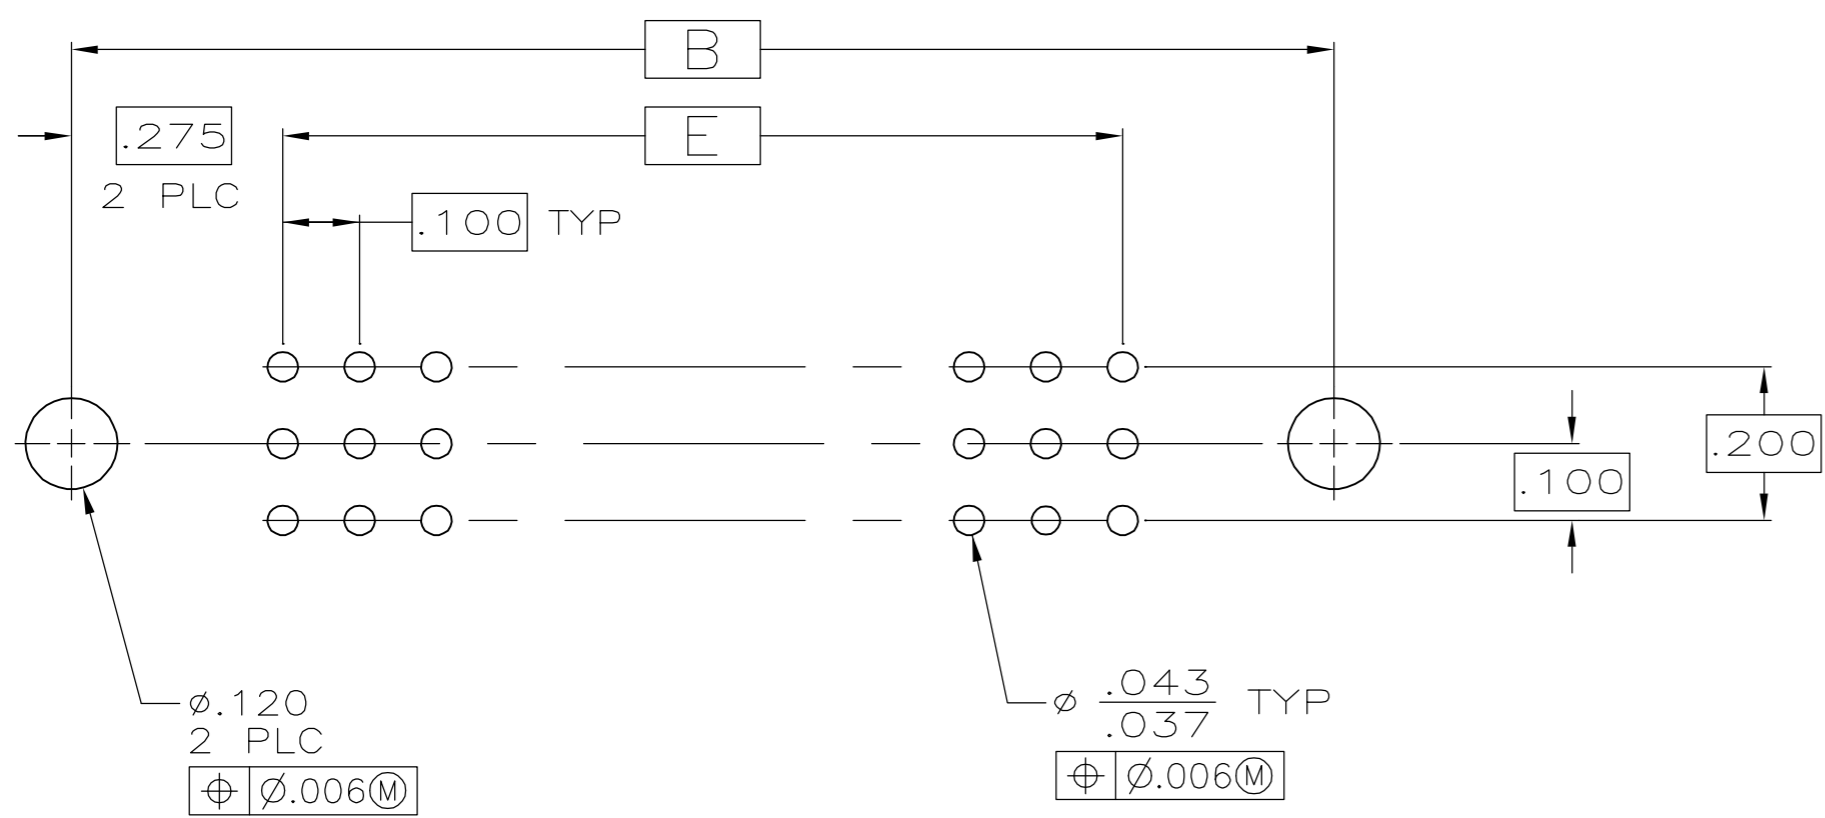 B
.275
E
2 PLC
.100 TYP
.200
.100
⌀.120
2 PLC
⌖ ⌀.006Ⓜ
⌀ .043
.037 TYP
⌖ ⌀.006Ⓜ